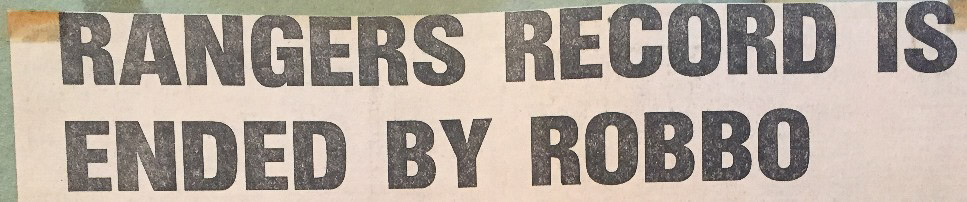 RANGERS RECORD IS
ENDED BY ROBBO